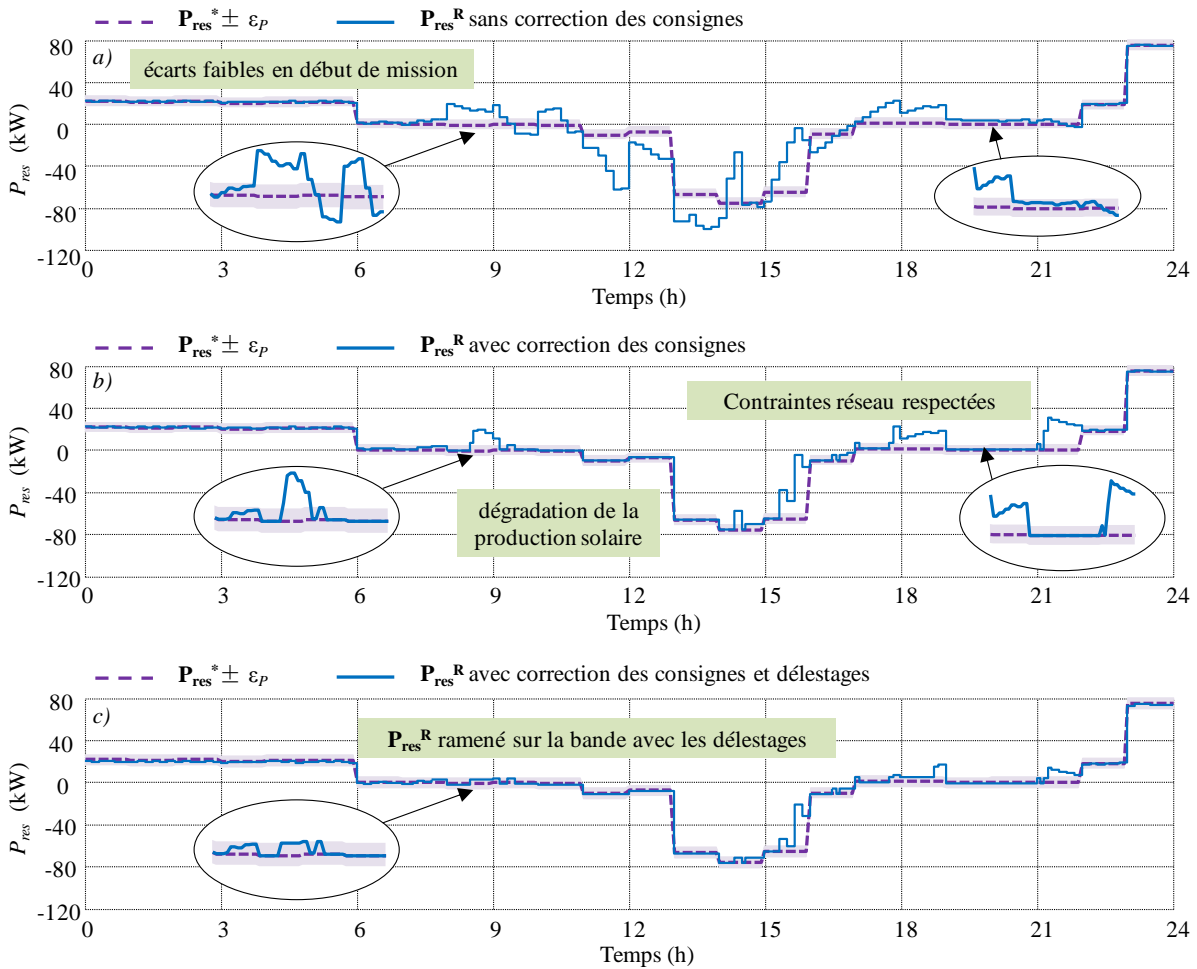 P_res* ± ε_P    P_res^R sans correction des consignes
a)
écarts faibles en début de mission
P_res (kW)
80
40
0
-40
-80
-120
0 3 6 9 12 15 18 21 24
Temps (h)
P_res* ± ε_P    P_res^R avec correction des consignes
b)
Contraintes réseau respectées
dégradation de la
production solaire
P_res (kW)
80
40
0
-40
-80
-120
0 3 6 9 12 15 18 21 24
Temps (h)
P_res* ± ε_P    P_res^R avec correction des consignes et délestages
c)
P_res^R ramené sur la bande avec les délestages
P_res (kW)
80
40
0
-40
-80
-120
0 3 6 9 12 15 18 21 24
Temps (h)